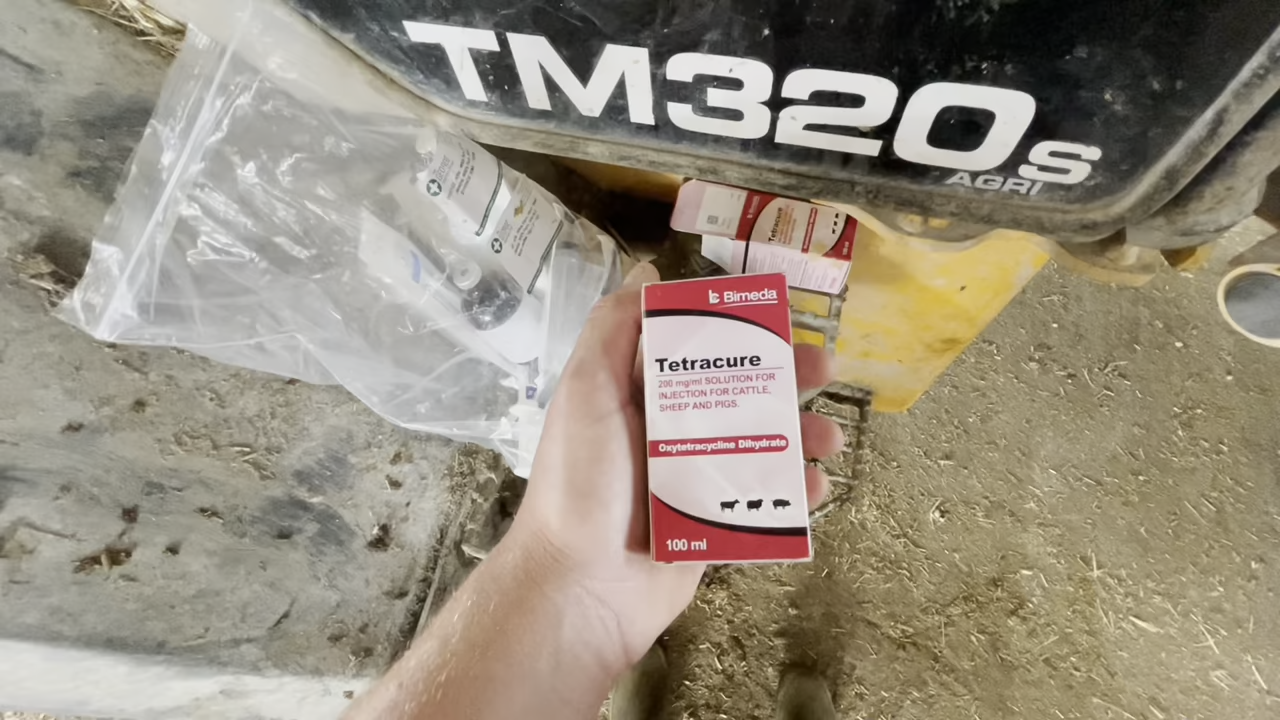 TM320s
AGRI
Bimeda
Tetracure
Bimeda
Tetracure
200 mg/ml SOLUTION FOR
INJECTION FOR CATTLE,
SHEEP AND PIGS.
Oxytetracycline Dihydrate
100 ml